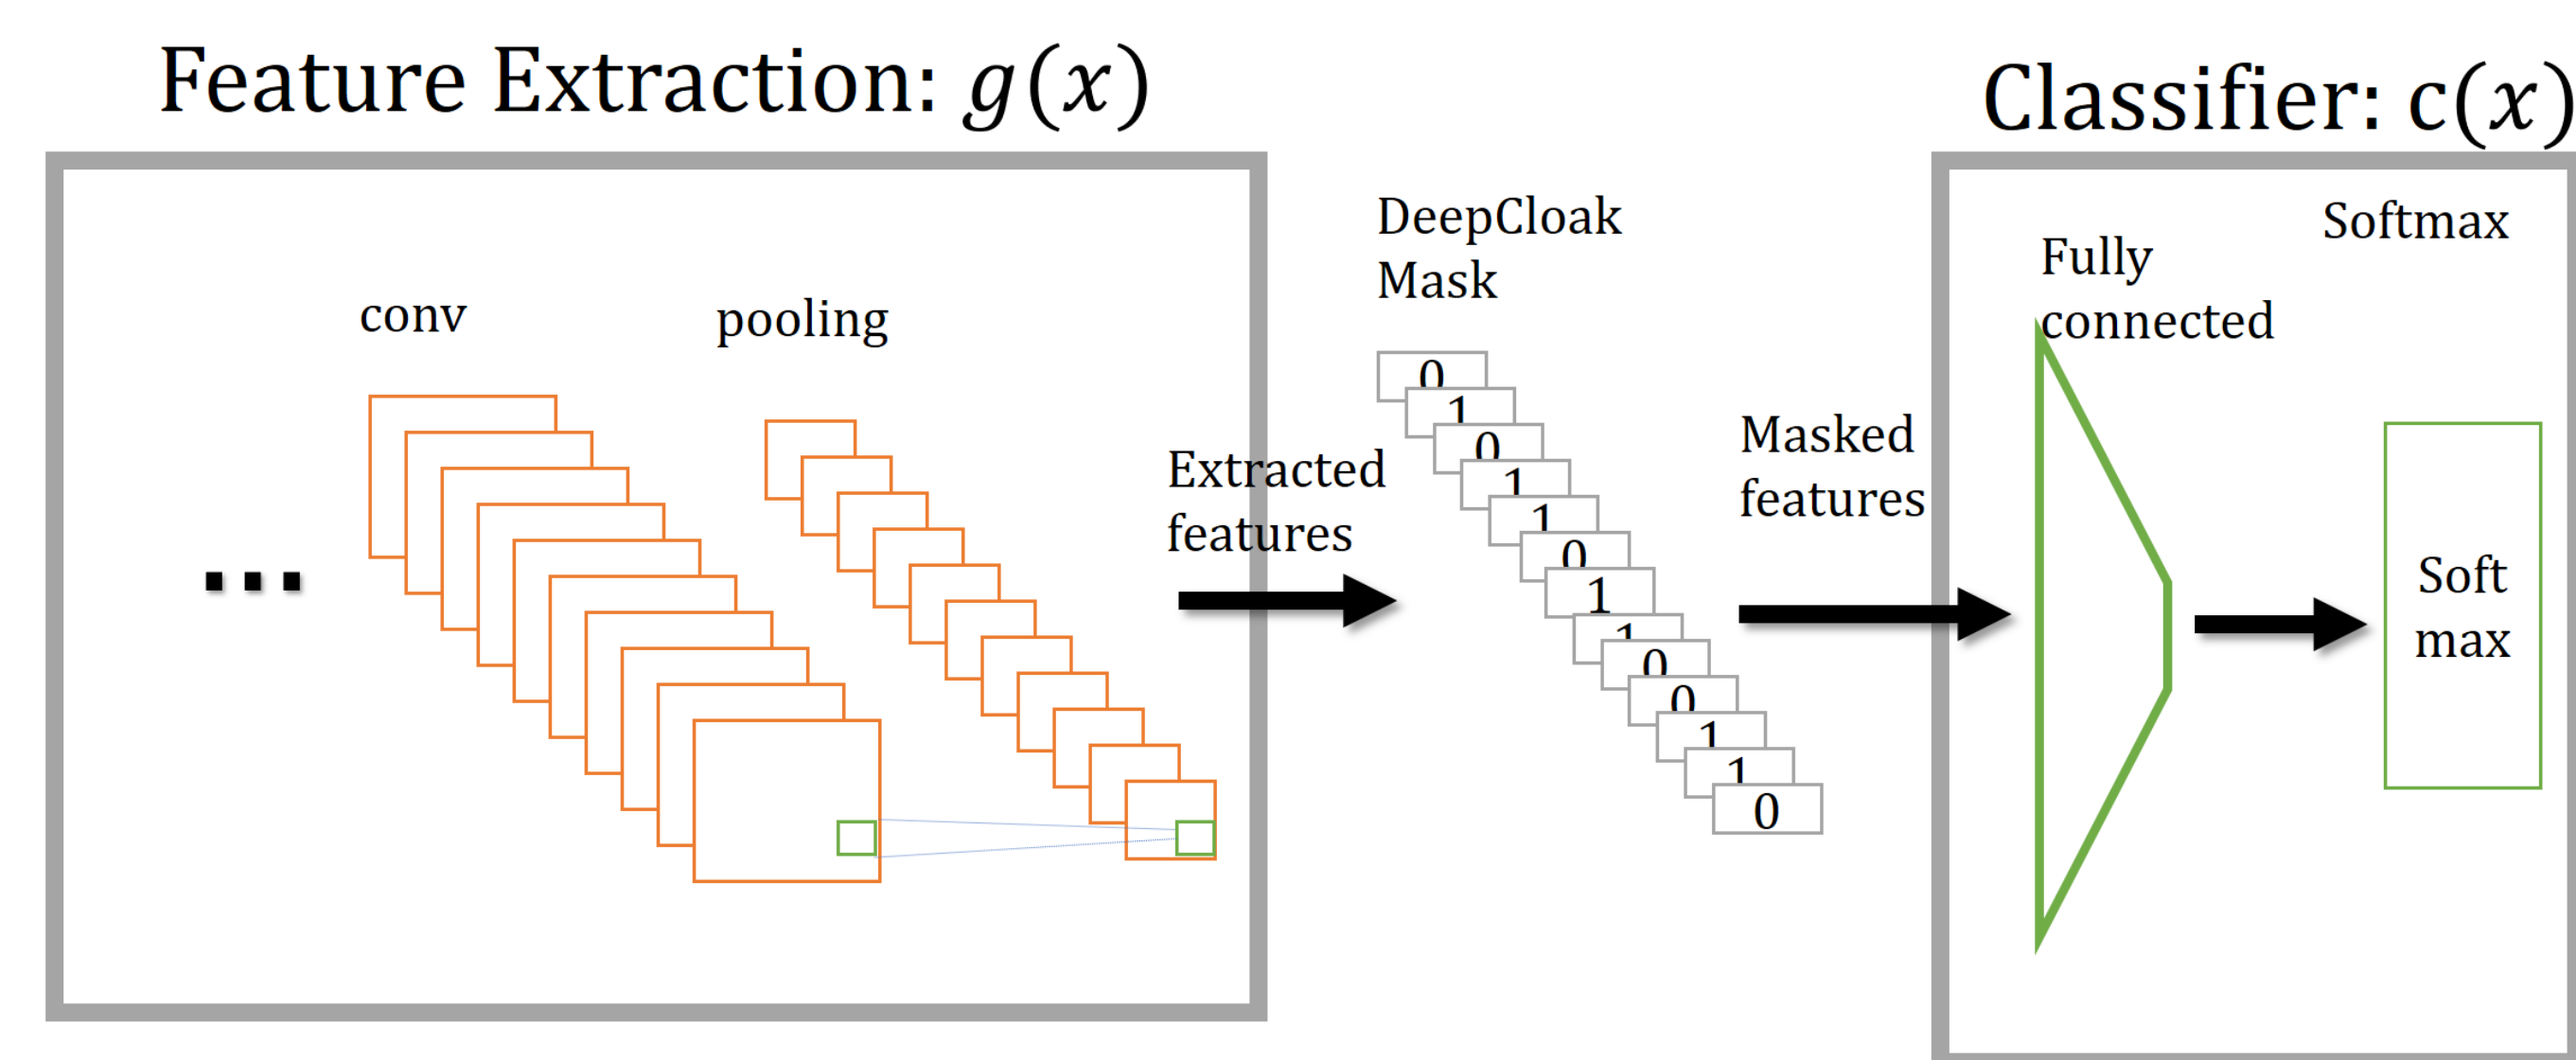 Feature Extraction: g(x)
Classifier: c(x)
conv
pooling
Extracted
features
DeepCloak
Mask
0
1
0
1
1
0
1
1
0
0
1
1
0
Masked
features
Fully
connected
Softmax
Soft
max